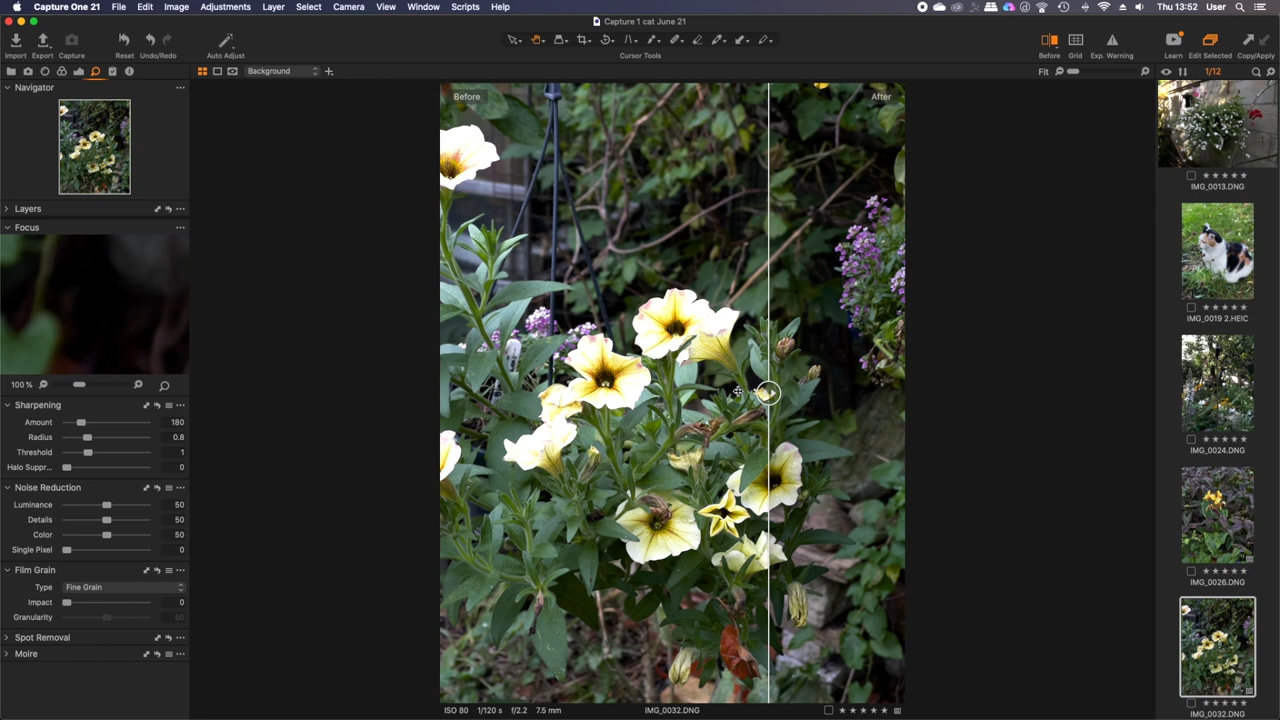 Capture One 21 File Edit Image Adjustments Layer Select Camera View Window Scripts Help Thu 13:52 User
Capture 1 cat June 21
Import Export Capture Reset Undo/Redo Auto Adjust Cursor Tools Before Grid Exp. Warning Learn Edit Selected Copy/Apply
Background Fit 1/12
Navigator
Layers
Focus
100 %
Sharpening
Amount 180
Radius 0.8
Threshold 1
Halo Suppr... 0
Noise Reduction
Luminance 50
Details 50
Color 50
Single Pixel 0
Film Grain
Type Fine Grain
Impact 0
Granularity 50
Spot Removal
Moire
Before After
ISO 80 1/120 s f/2.2 7.5 mm IMG_0032.DNG
IMG_0013.DNG
IMG_0019 2.HEIC
IMG_0024.DNG
IMG_0026.DNG
IMG_0032.DNG